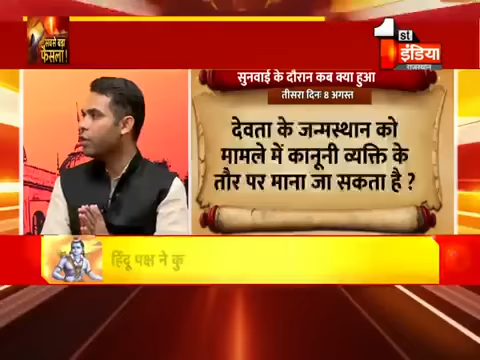 सबसे बड़ा
फैसला!
1st
इंडिया
राजस्थान
सुनवाई के दौरान कब क्या हुआ
तीसरा दिनः 8 अगस्त
देवता के जन्मस्थान को
मामले में कानूनी व्यक्ति के
तौर पर माना जा सकता है ?
हिंदू पक्ष ने कु